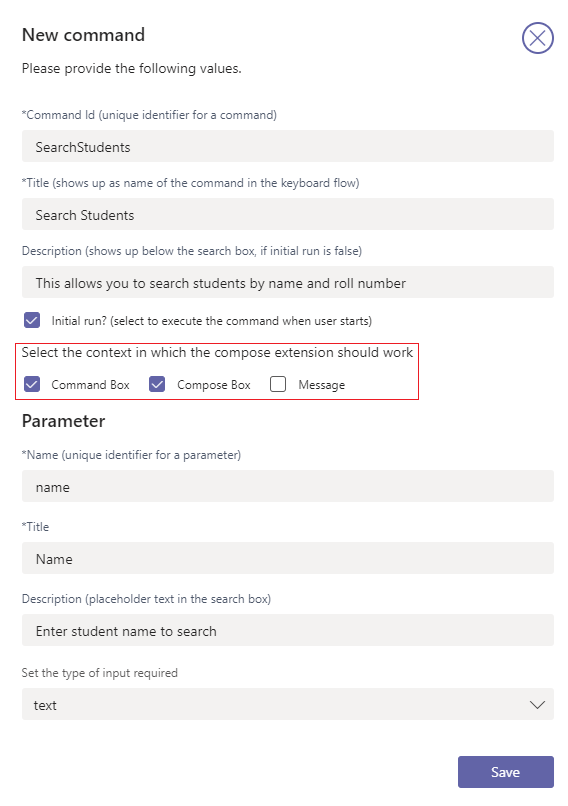 New command
Please provide the following values.
*Command Id (unique identifier for a command)
SearchStudents
*Title (shows up as name of the command in the keyboard flow)
Search Students
Description (shows up below the search box, if initial run is false)
This allows you to search students by name and roll number
Initial run? (select to execute the command when user starts)
Select the context in which the compose extension should work
Command Box Compose Box Message
Parameter
*Name (unique identifier for a parameter)
name
*Title
Name
Description (placeholder text in the search box)
Enter student name to search
Set the type of input required
text
Save